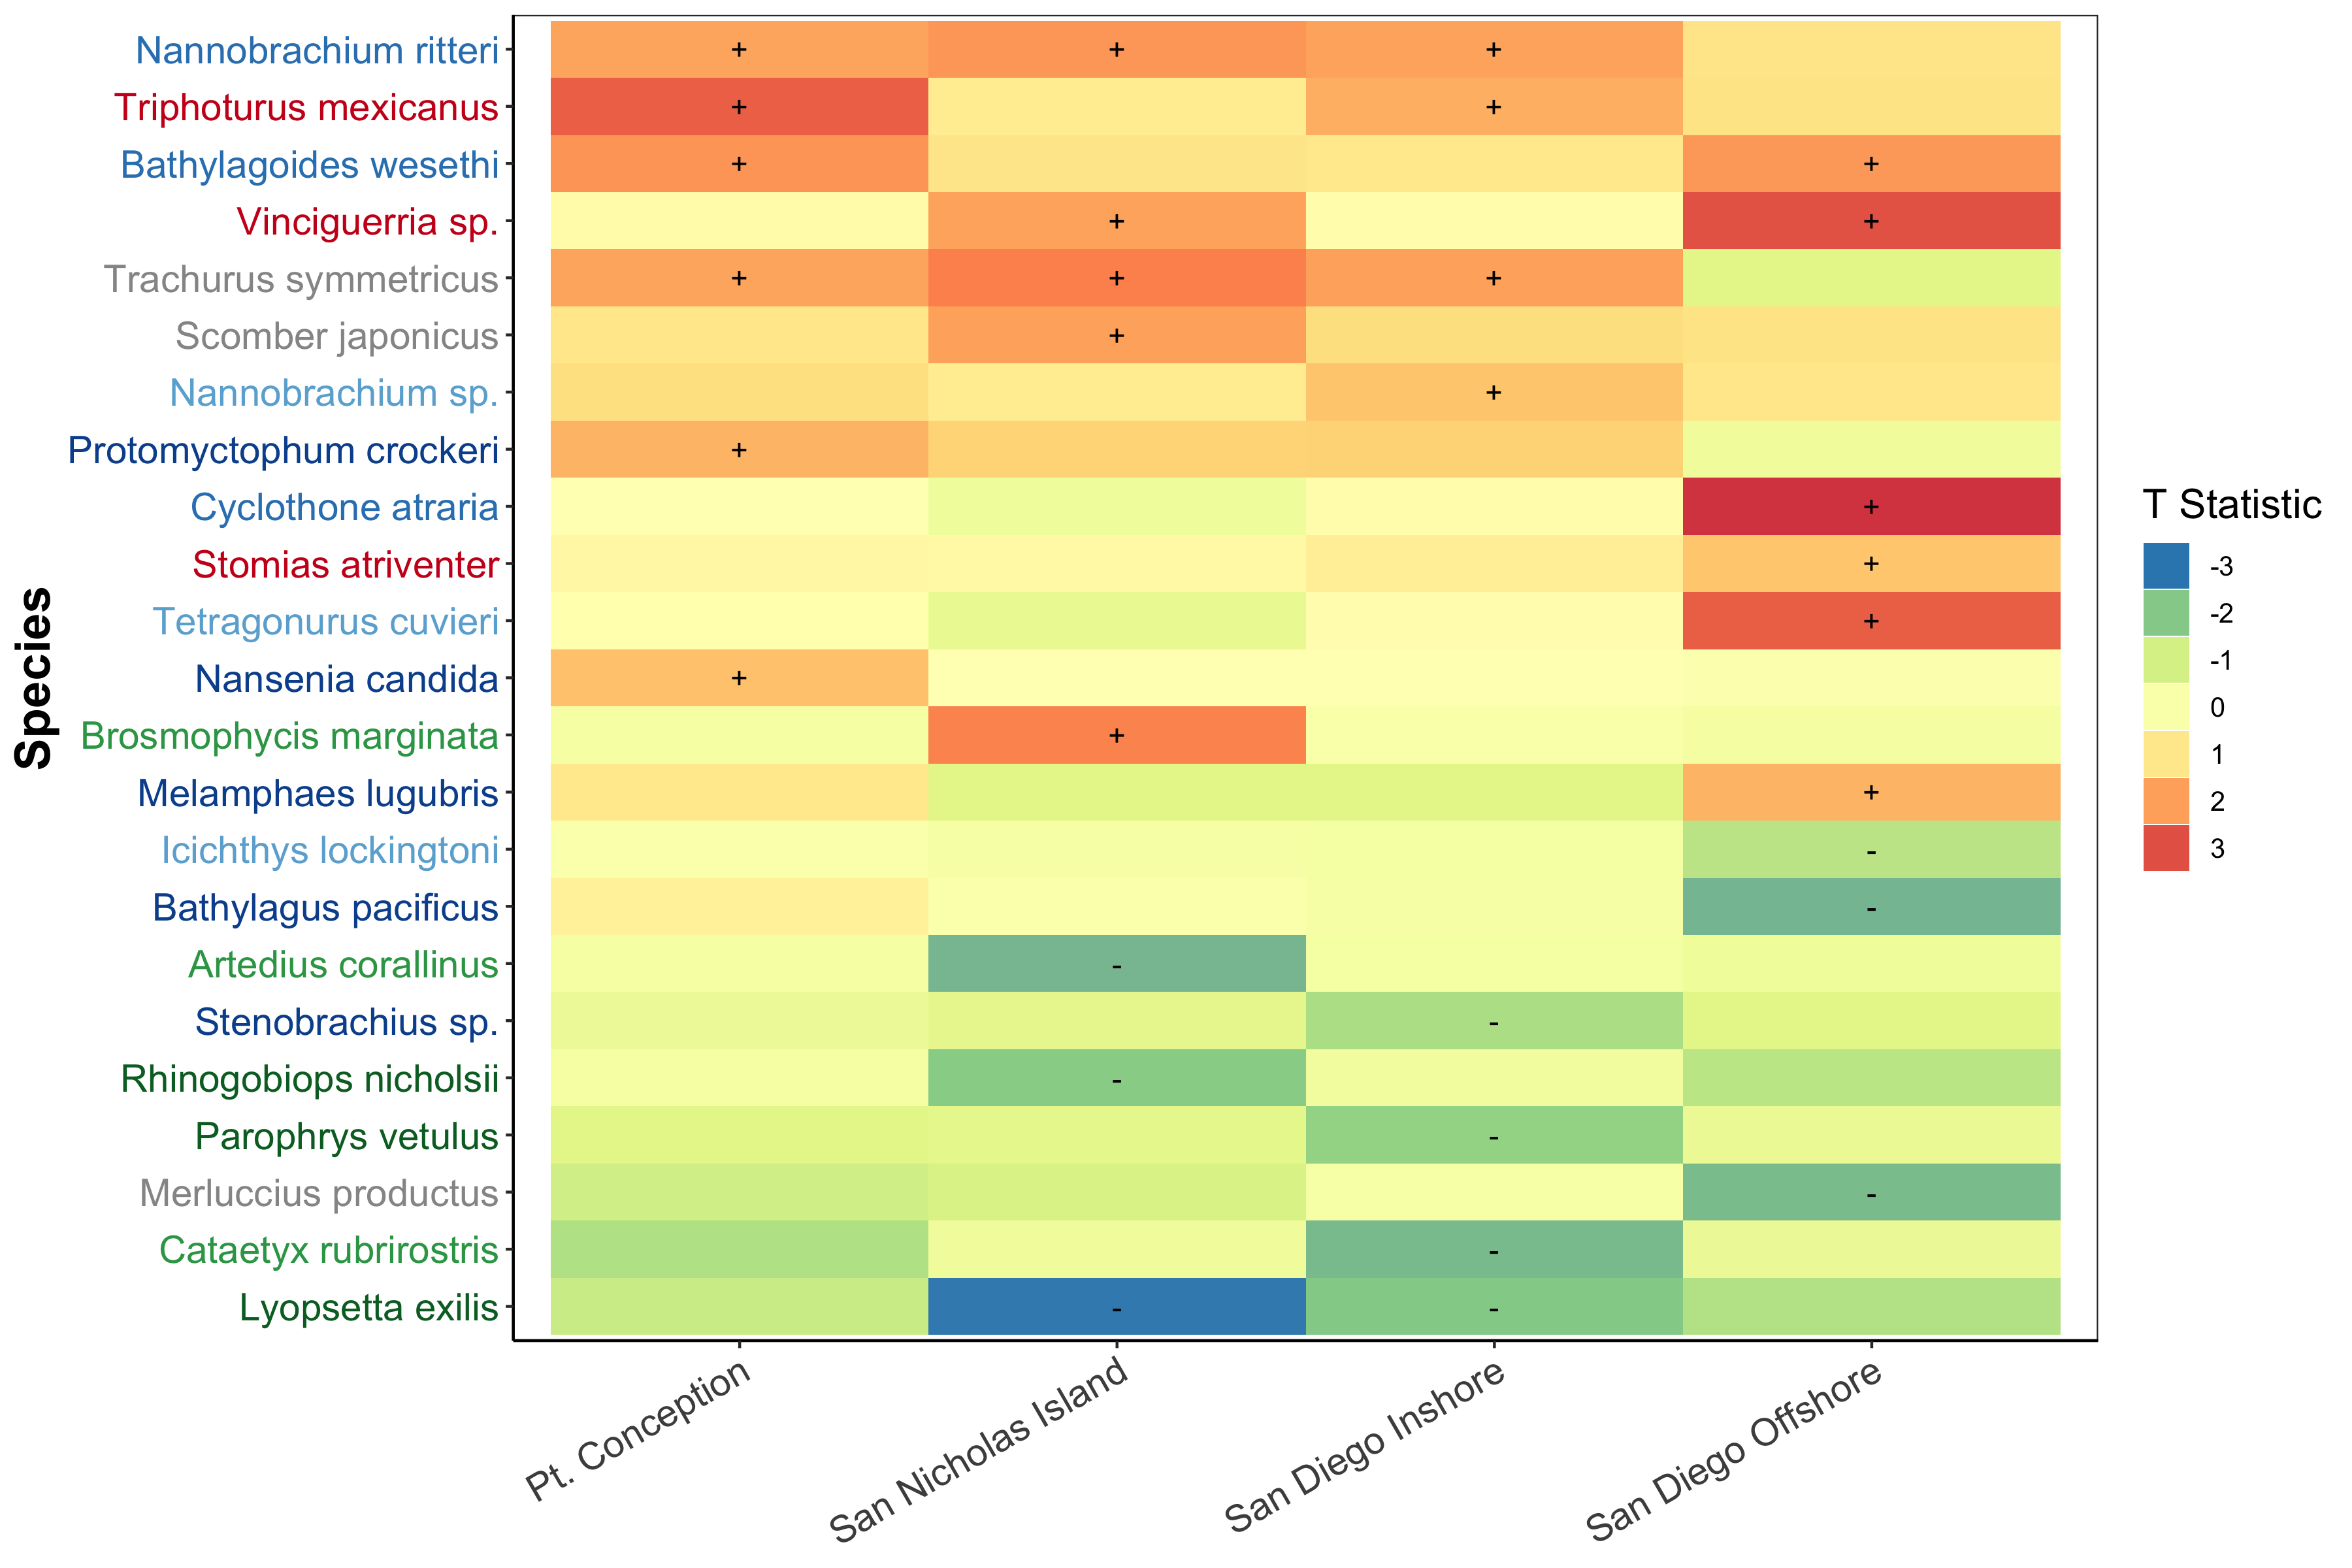 Nannobrachium ritteri + + +
Triphoturus mexicanus + +
Bathylagoides wesethi + +
Vinciguerria sp. + +
Trachurus symmetricus + + +
Scomber japonicus +
Nannobrachium sp. +
Protomyctophum crockeri +
Cyclothone atraria +
Stomias atriventer +
Tetragonurus cuvieri +
Nansenia candida +
Brosmophycis marginata +
Melamphaes lugubris +
Icichthys lockingtoni -
Bathylagus pacificus -
Artedius corallinus -
Stenobrachius sp. -
Rhinogobiops nicholsii -
Parophrys vetulus -
Merluccius productus -
Cataetyx rubrirostris -
Lyopsetta exilis - -
Species
Pt. Conception
San Nicholas Island
San Diego Inshore
San Diego Offshore
T Statistic
-3
-2
-1
0
1
2
3